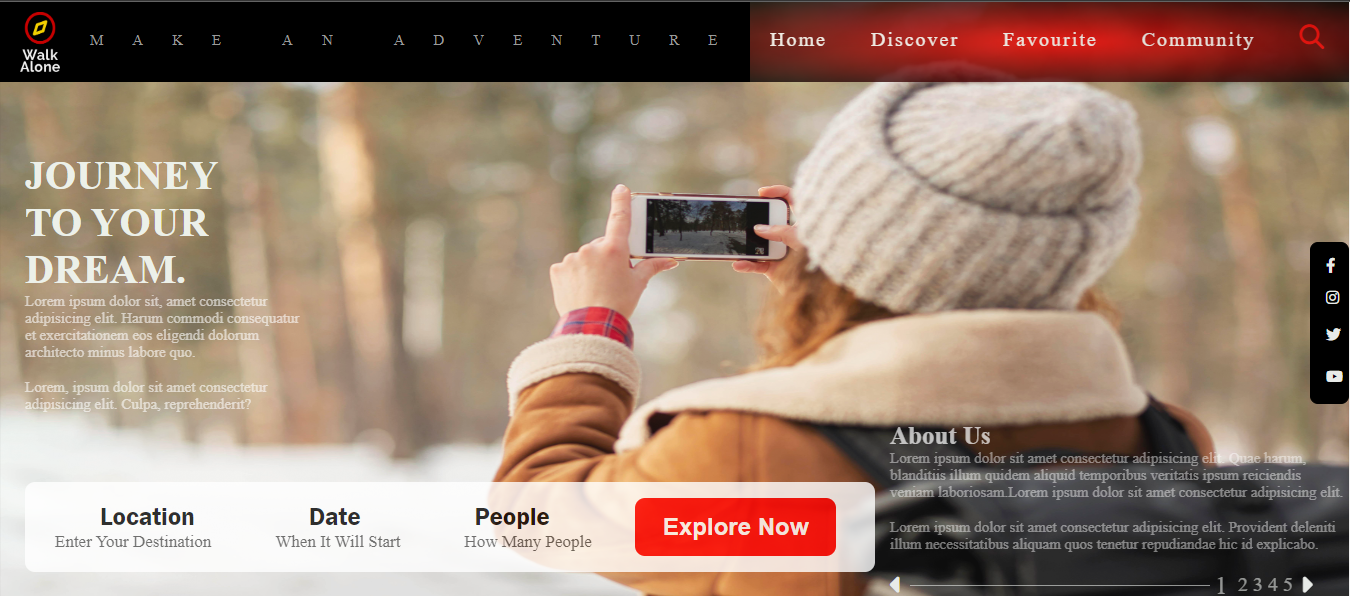 Walk
Alone
MAKE AN ADVENTURE
Home Discover Favourite Community
JOURNEY
TO YOUR
DREAM.
Lorem ipsum dolor sit, amet consectetur
adipisicing elit. Harum commodi consequatur
et exercitationem eos eligendi dolorum
architecto minus labore quo.
Lorem, ipsum dolor sit amet consectetur
adipisicing elit. Culpa, reprehenderit?
About Us
Lorem ipsum dolor sit amet consectetur adipisicing elit. Quae harum,
blanditiis illum quidem aliquid temporibus veritatis ipsum reiciendis
veniam laboriosam.Lorem ipsum dolor sit amet consectetur adipisicing elit.
Lorem ipsum dolor sit amet consectetur adipisicing elit. Provident deleniti
illum necessitatibus aliquam quos tenetur repudiandae hic id explicabo.
1 2 3 4 5
Location Date People
Enter Your Destination When It Will Start How Many People
Explore Now